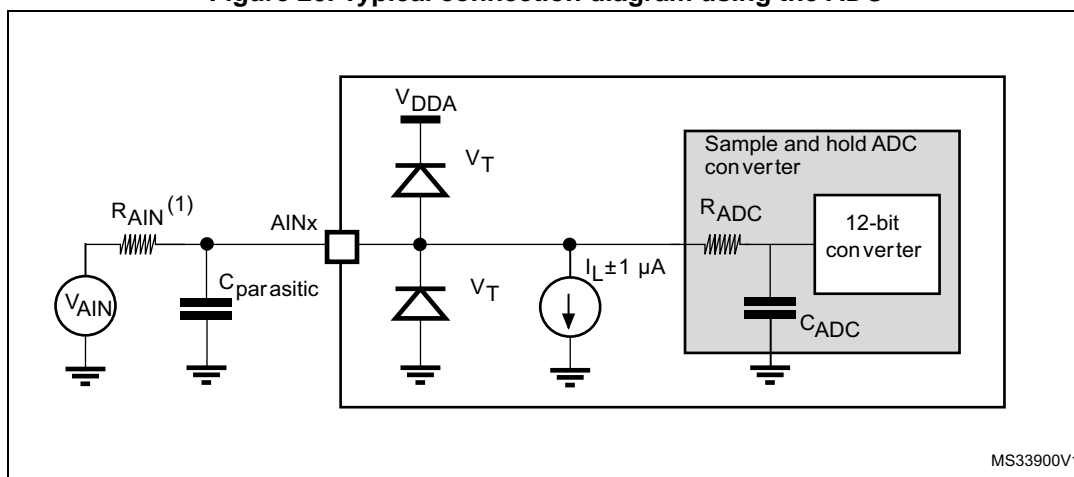 Figure 26. Typical connection diagram using the ADC
VDDA
VT
Sample and hold ADC
converter
RAIN(1)
AINx
RADC
12-bit
converter
IL±1 µA
Cparasitic
VT
VAIN
CADC
MS33900V1